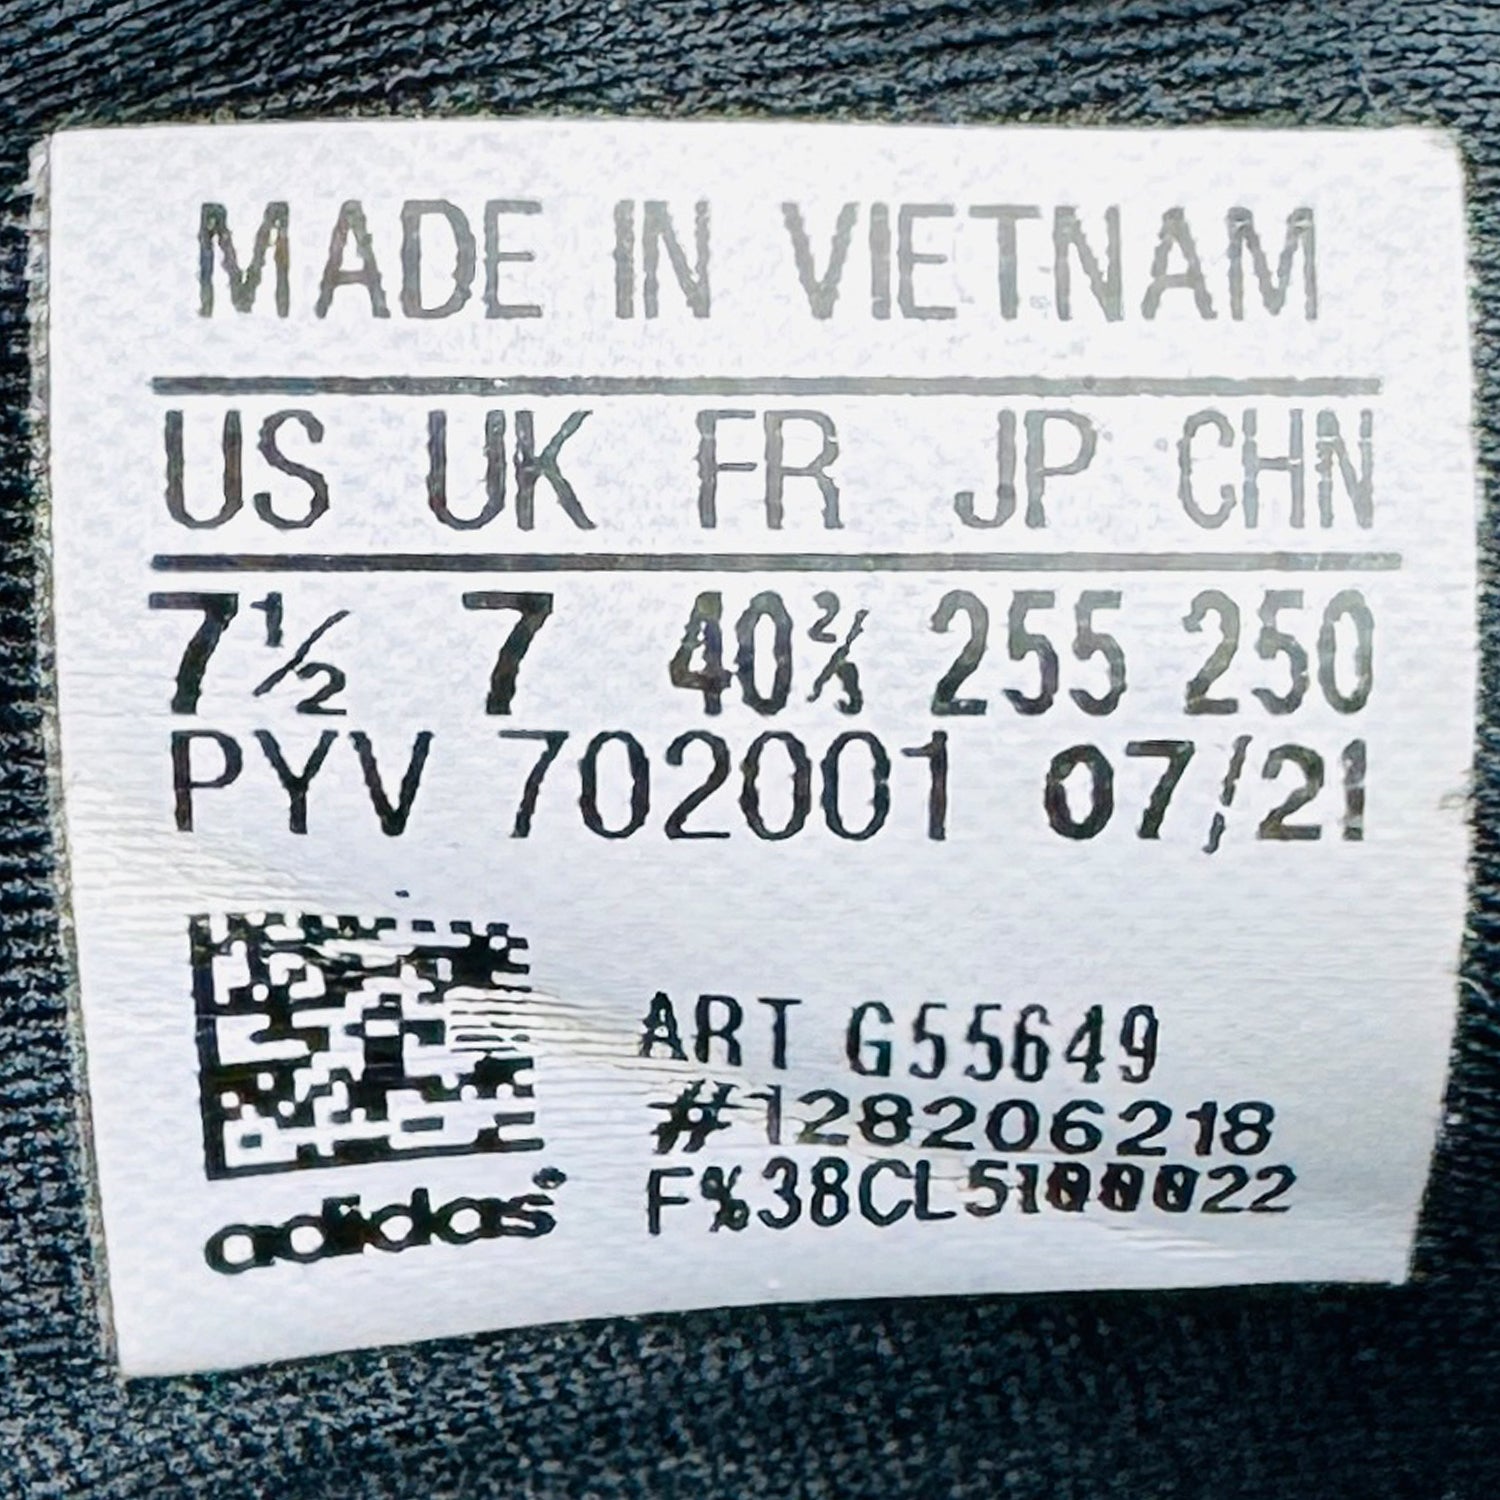 MADE IN VIETNAM
US UK FR JP CHN
7½ 7 40⅔ 255 250
PYV 702001 07/21
ART G55649
#128206218
adidas®